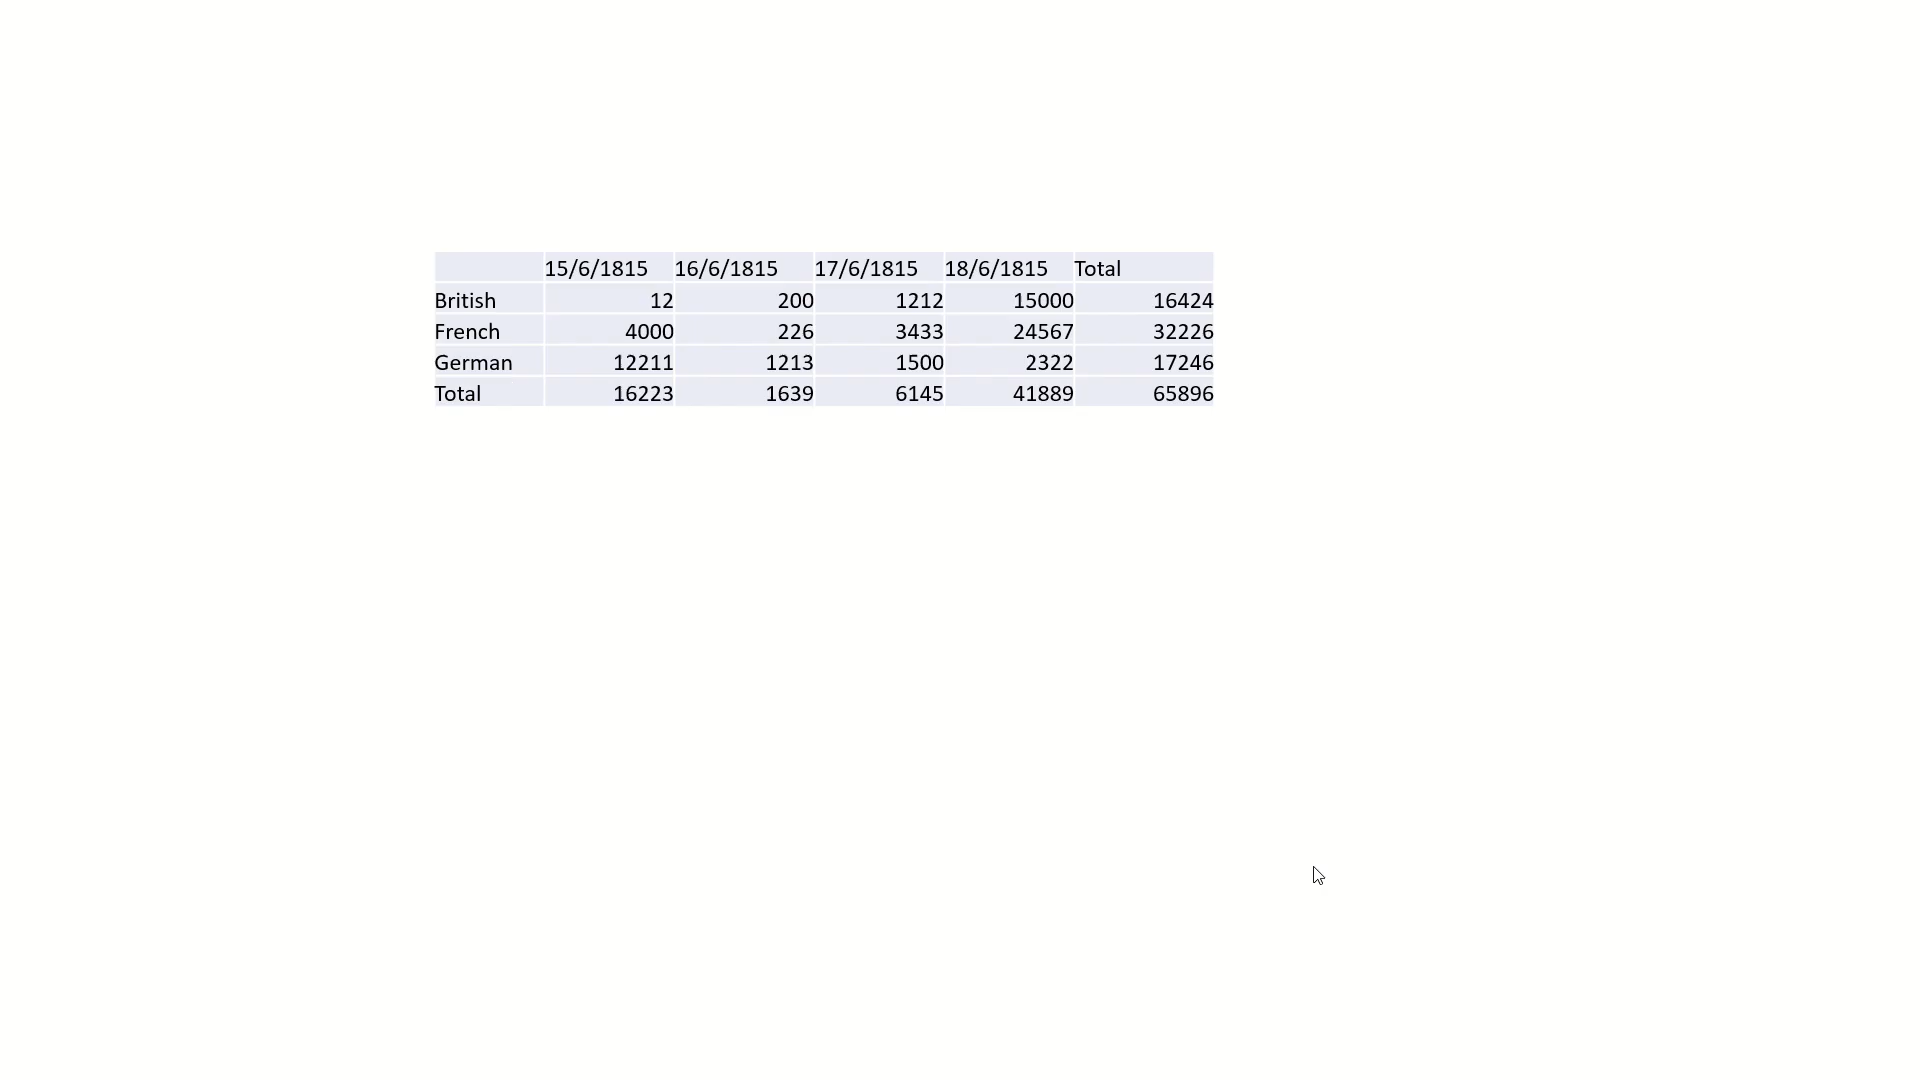 15/6/1815 16/6/1815 17/6/1815 18/6/1815 Total
British 12 200 1212 15000 16424
French 4000 226 3433 24567 32226
German 12211 1213 1500 2322 17246
Total 16223 1639 6145 41889 65896